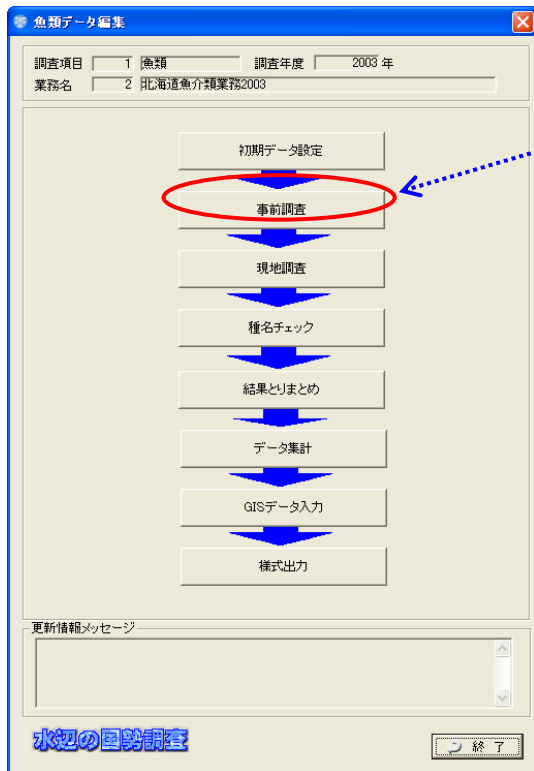 魚類データ編集
調査項目 1 魚類 調査年度 2003 年
業務名 2 北海道魚介類業務2003
初期データ設定
事前調査
現地調査
種名チェック
結果とりまとめ
データ集計
GISデータ入力
様式出力
更新情報メッセージ
水辺の国勢調査
終 了